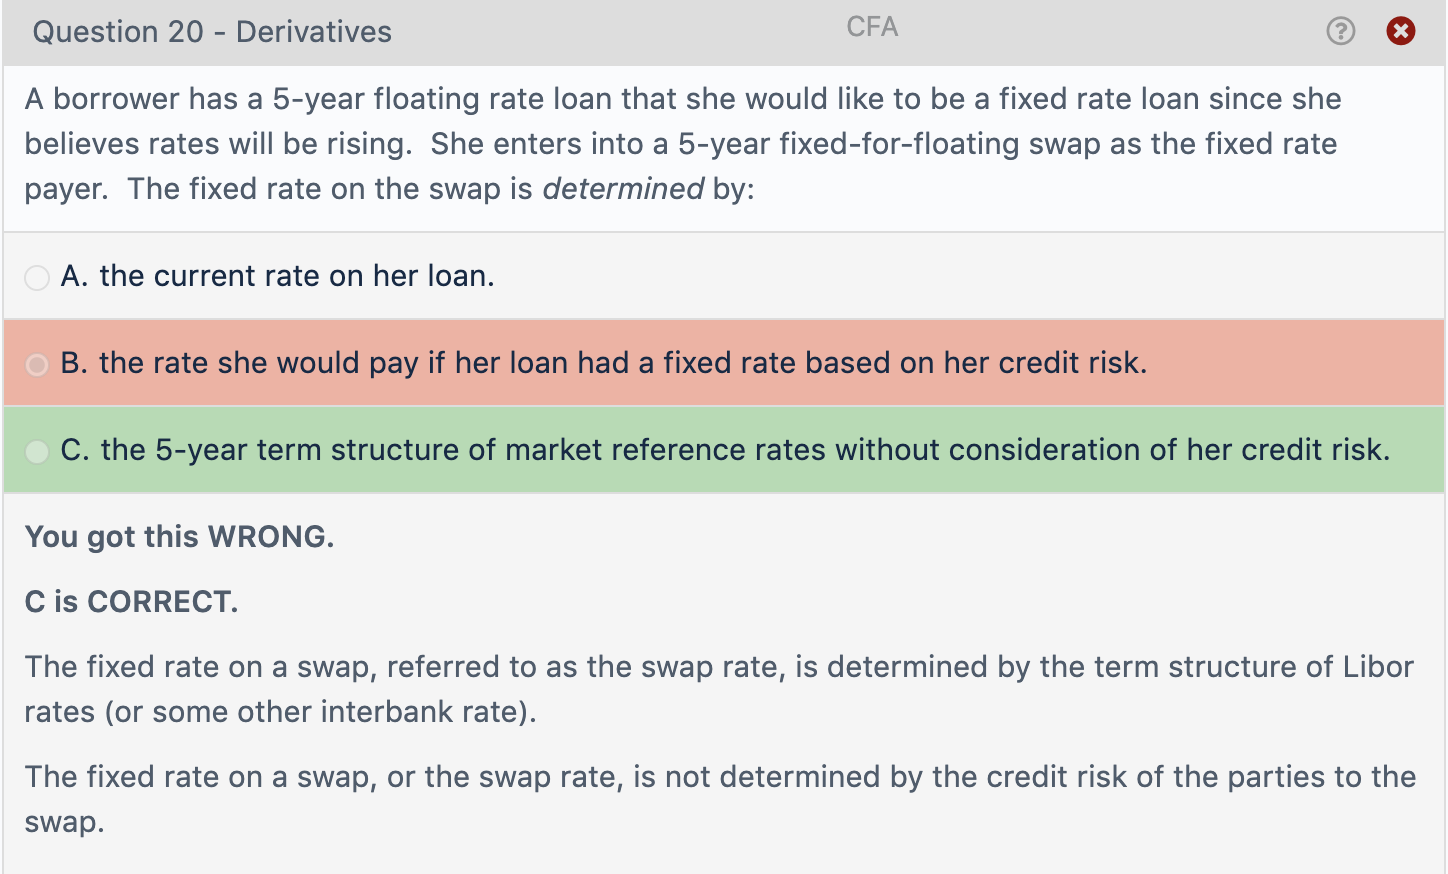 Question 20 - Derivatives CFA ?
A borrower has a 5-year floating rate loan that she would like to be a fixed rate loan since she
believes rates will be rising.  She enters into a 5-year fixed-for-floating swap as the fixed rate
payer.  The fixed rate on the swap is determined by:
A. the current rate on her loan.
B. the rate she would pay if her loan had a fixed rate based on her credit risk.
C. the 5-year term structure of market reference rates without consideration of her credit risk.
You got this WRONG.
C is CORRECT.
The fixed rate on a swap, referred to as the swap rate, is determined by the term structure of Libor
rates (or some other interbank rate).
The fixed rate on a swap, or the swap rate, is not determined by the credit risk of the parties to the
swap.